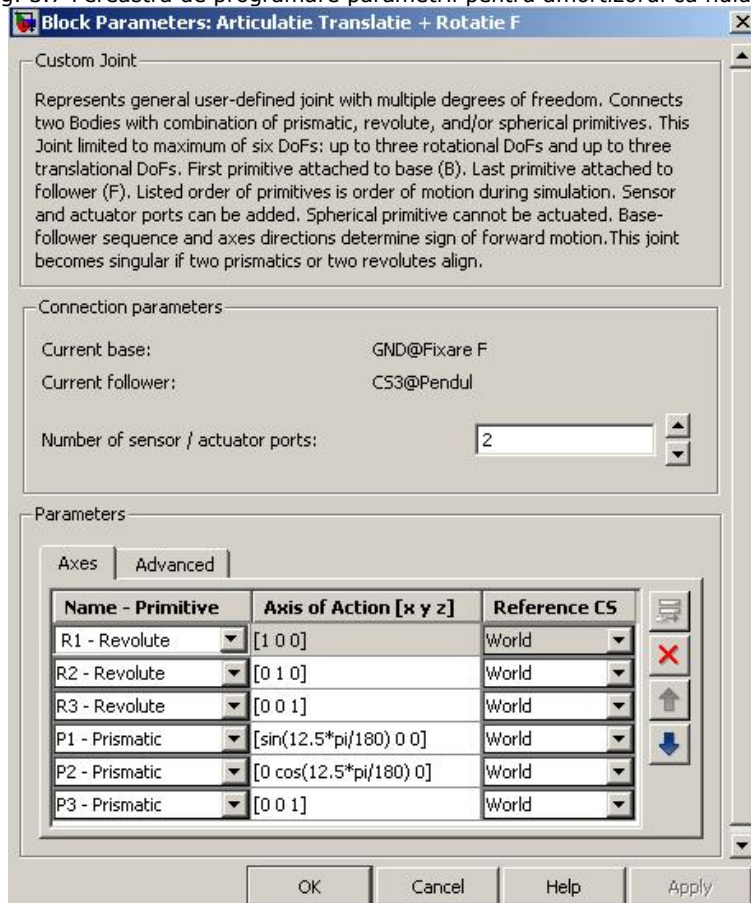 Block Parameters: Articulatie Translatie + Rotatie F
Custom Joint
Represents general user-defined joint with multiple degrees of freedom. Connects
two Bodies with combination of prismatic, revolute, and/or spherical primitives. This
Joint limited to maximum of six DoFs: up to three rotational DoFs and up to three
translational DoFs. First primitive attached to base (B). Last primitive attached to
follower (F). Listed order of primitives is order of motion during simulation. Sensor
and actuator ports can be added. Spherical primitive cannot be actuated. Base-
follower sequence and axes directions determine sign of forward motion.This joint
becomes singular if two prismatics or two revolutes align.
Connection parameters
Current base: GND@Fixare F
Current follower: CS3@Pendul
Number of sensor / actuator ports: 2
Parameters
Axes Advanced
Name - Primitive Axis of Action [x y z] Reference CS
R1 - Revolute [1 0 0] World
R2 - Revolute [0 1 0] World
R3 - Revolute [0 0 1] World
P1 - Prismatic [sin(12.5*pi/180) 0 0] World
P2 - Prismatic [0 cos(12.5*pi/180) 0] World
P3 - Prismatic [0 0 1] World
OK Cancel Help Apply